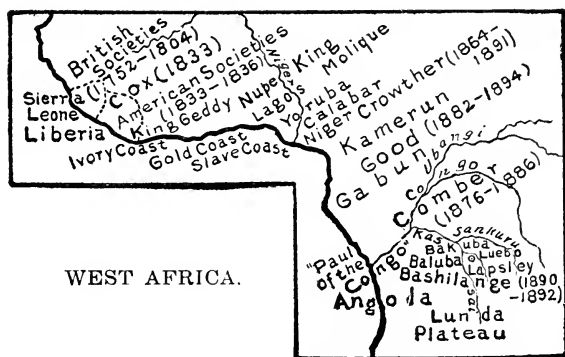 British
Societies
(1752–1804)
Cox (1833)
American Societies
(1833–1836)
King Geddy
Sierra
Leone
Liberia
Ivory Coast
Gold Coast
Slave Coast
Nupe
Lagos
Niger
King
Molique
Yoruba
Calabar
Niger Crowther (1864–
1891)
Kamerun
Good (1882–1894)
Gabun
Ubangi
Congo
Comber
(1876–1886)
"Paul
of the
Congo"
Angola
Kassai
Sankuru
Bakuba
Luebo
Baluba
Lapsley
(1890
–1892)
Bashilange
Lunda
Plateau
WEST AFRICA.